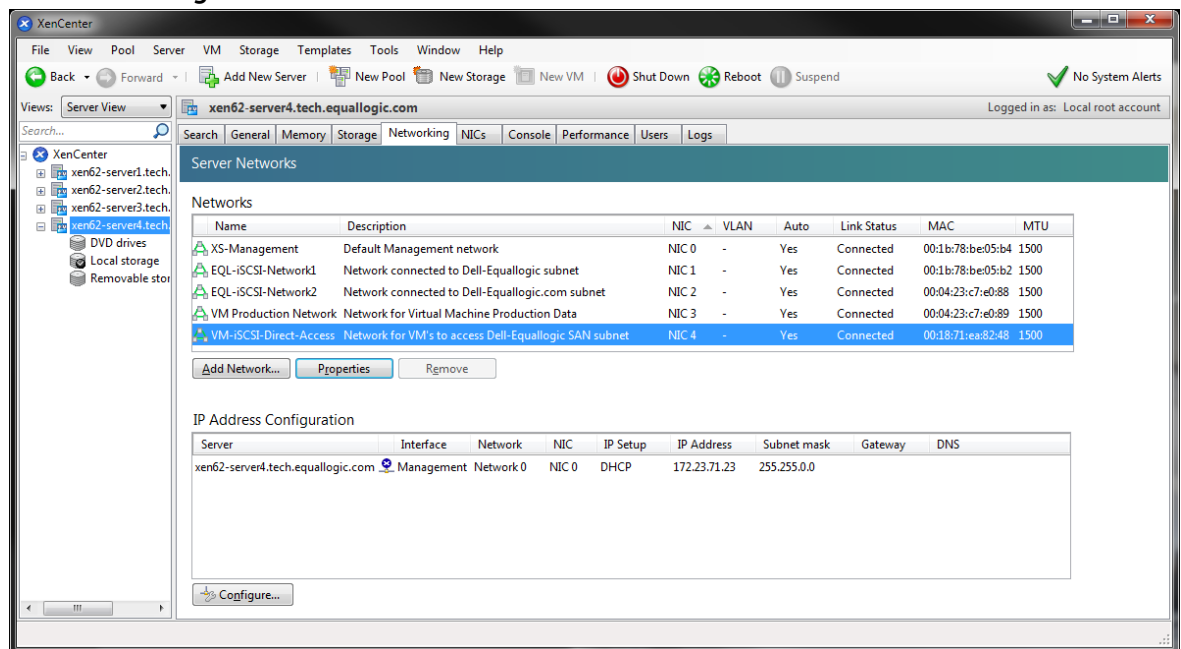 XenCenter
File View Pool Server VM Storage Templates Tools Window Help
Back Forward Add New Server New Pool New Storage New VM Shut Down Reboot Suspend No System Alerts
Views: Server View xen62-server4.tech.equallogic.com Logged in as: Local root account
Search... Search General Memory Storage Networking NICs Console Performance Users Logs
XenCenter
xen62-server1.tech.
xen62-server2.tech.
xen62-server3.tech.
xen62-server4.tech.
DVD drives
Local storage
Removable stor
Server Networks
Networks
Name Description NIC VLAN Auto Link Status MAC MTU
XS-Management Default Management network NIC 0 - Yes Connected 00:1b:78:be:05:b4 1500
EQL-iSCSI-Network1 Network connected to Dell-Equallogic subnet NIC 1 - Yes Connected 00:1b:78:be:05:b2 1500
EQL-iSCSI-Network2 Network connected to Dell-Equallogic.com subnet NIC 2 - Yes Connected 00:04:23:c7:e0:88 1500
VM Production Network Network for Virtual Machine Production Data NIC 3 - Yes Connected 00:04:23:c7:e0:89 1500
VM-iSCSI-Direct-Access Network for VM's to access Dell-Equallogic SAN subnet NIC 4 - Yes Connected 00:18:71:ea:82:48 1500
Add Network... Properties Remove
IP Address Configuration
Server Interface Network NIC IP Setup IP Address Subnet mask Gateway DNS
xen62-server4.tech.equallogic.com Management Network 0 NIC 0 DHCP 172.23.71.23 255.255.0.0
Configure...